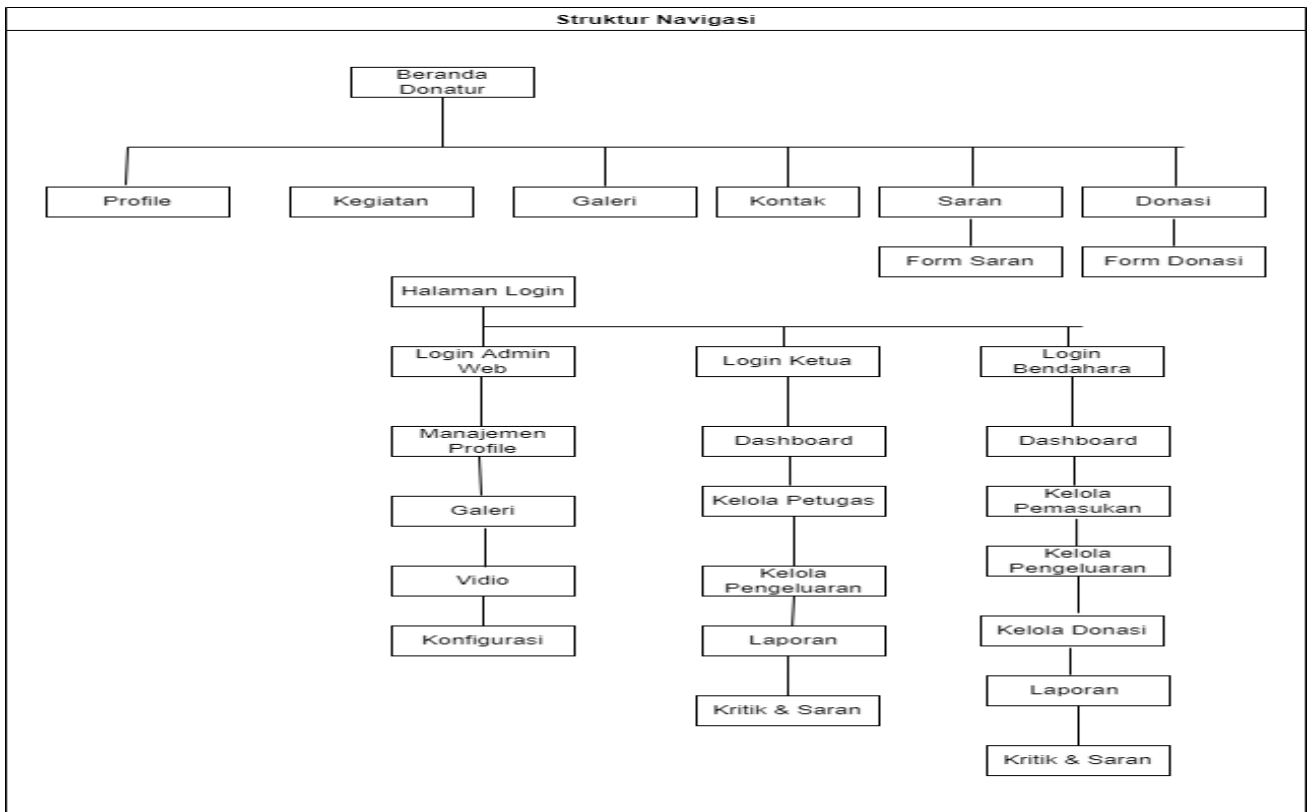 Struktur Navigasi
Beranda
Donatur
Profile
Kegiatan
Galeri
Kontak
Saran
Donasi
Form Saran
Form Donasi
Halaman Login
Login Admin
Web
Login Ketua
Login
Bendahara
Manajemen
Profile
Dashboard
Dashboard
Galeri
Kelola Petugas
Kelola
Pemasukan
Vidio
Kelola
Pengeluaran
Kelola
Pengeluaran
Konfigurasi
Laporan
Kelola Donasi
Laporan
Kritik & Saran
Kritik & Saran